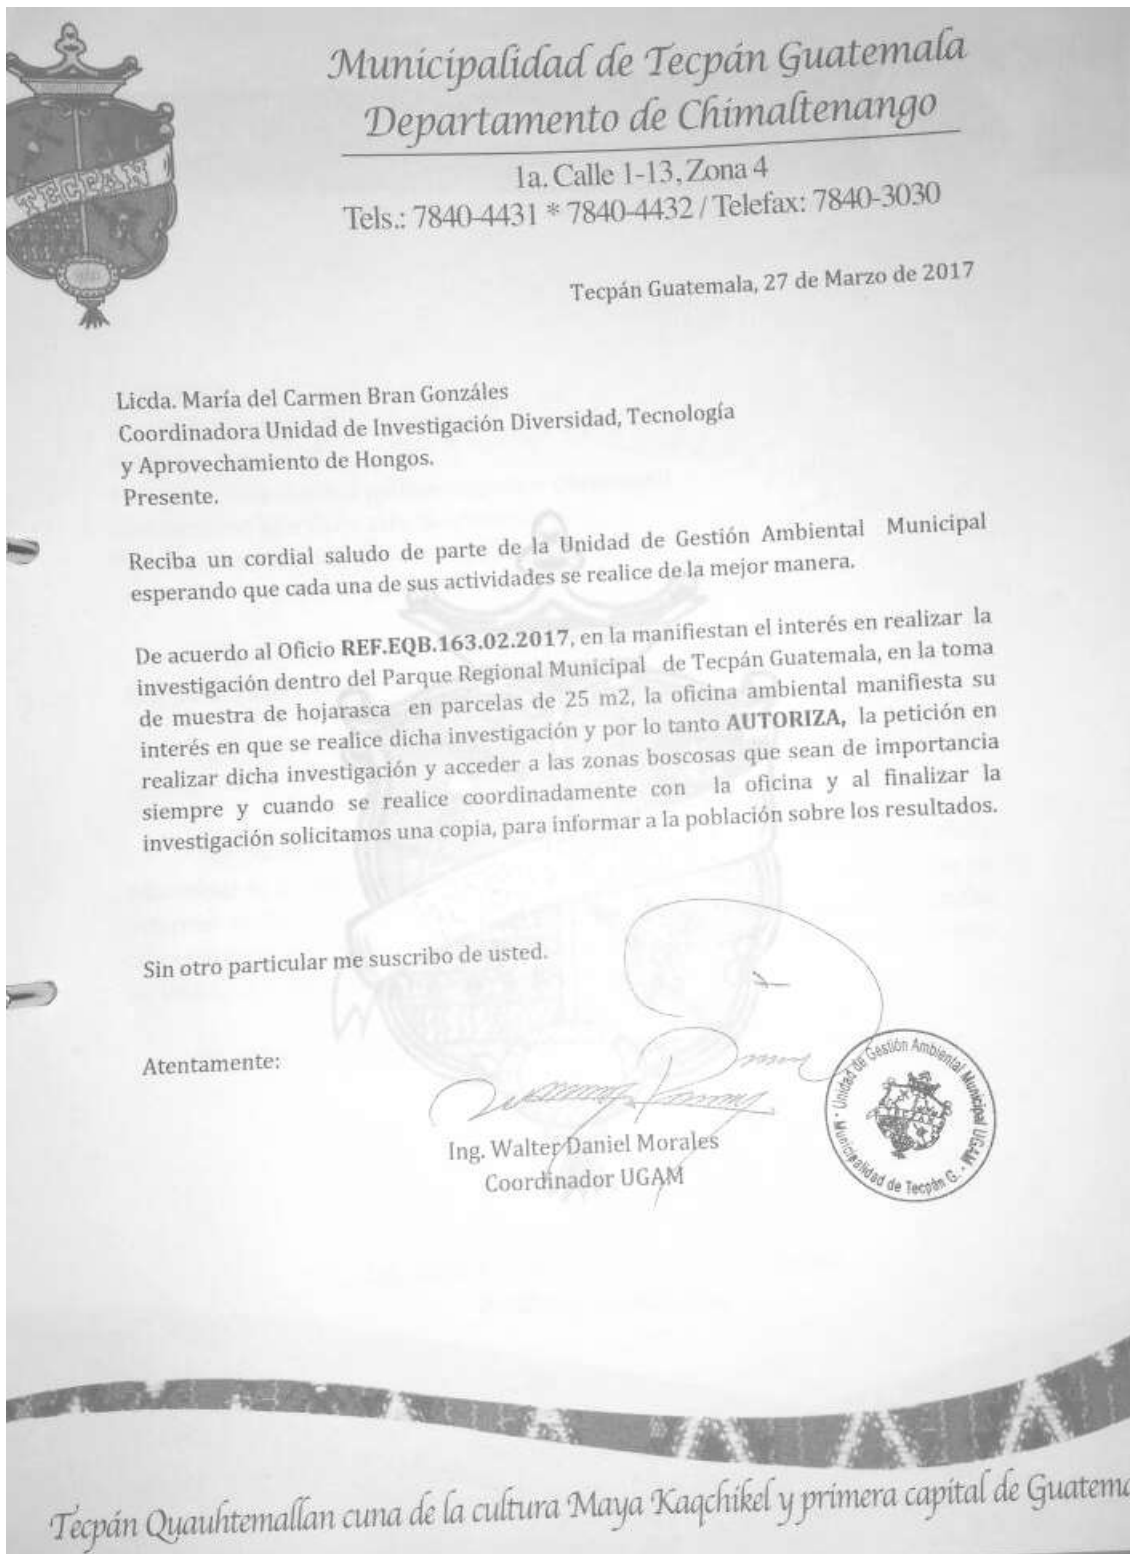 Municipalidad de Tecpán Guatemala
Departamento de Chimaltenango
1a. Calle 1-13, Zona 4
Tels.: 7840-4431 * 7840-4432 / Telefax: 7840-3030
TECPAN
Tecpán Guatemala, 27 de Marzo de 2017
Licda. María del Carmen Bran Gonzáles
Coordinadora Unidad de Investigación Diversidad, Tecnología
y Aprovechamiento de Hongos.
Presente.
Reciba un cordial saludo de parte de la Unidad de Gestión Ambiental Municipal
esperando que cada una de sus actividades se realice de la mejor manera.
De acuerdo al Oficio REF.EQB.163.02.2017, en la manifiestan el interés en realizar la
investigación dentro del Parque Regional Municipal de Tecpán Guatemala, en la toma
de muestra de hojarasca en parcelas de 25 m2, la oficina ambiental manifiesta su
interés en que se realice dicha investigación y por lo tanto AUTORIZA, la petición en
realizar dicha investigación y acceder a las zonas boscosas que sean de importancia
siempre y cuando se realice coordinadamente con la oficina y al finalizar la
investigación solicitamos una copia, para informar a la población sobre los resultados.
Sin otro particular me suscribo de usted.
Atentamente:
Ing. Walter Daniel Morales
Coordinador UGAM
Unidad de Gestión Ambiental Municipal UGAM
Municipalidad de Tecpán G.
Tecpán Quauhtemallan cuna de la cultura Maya Kaqchikel y primera capital de Guatema